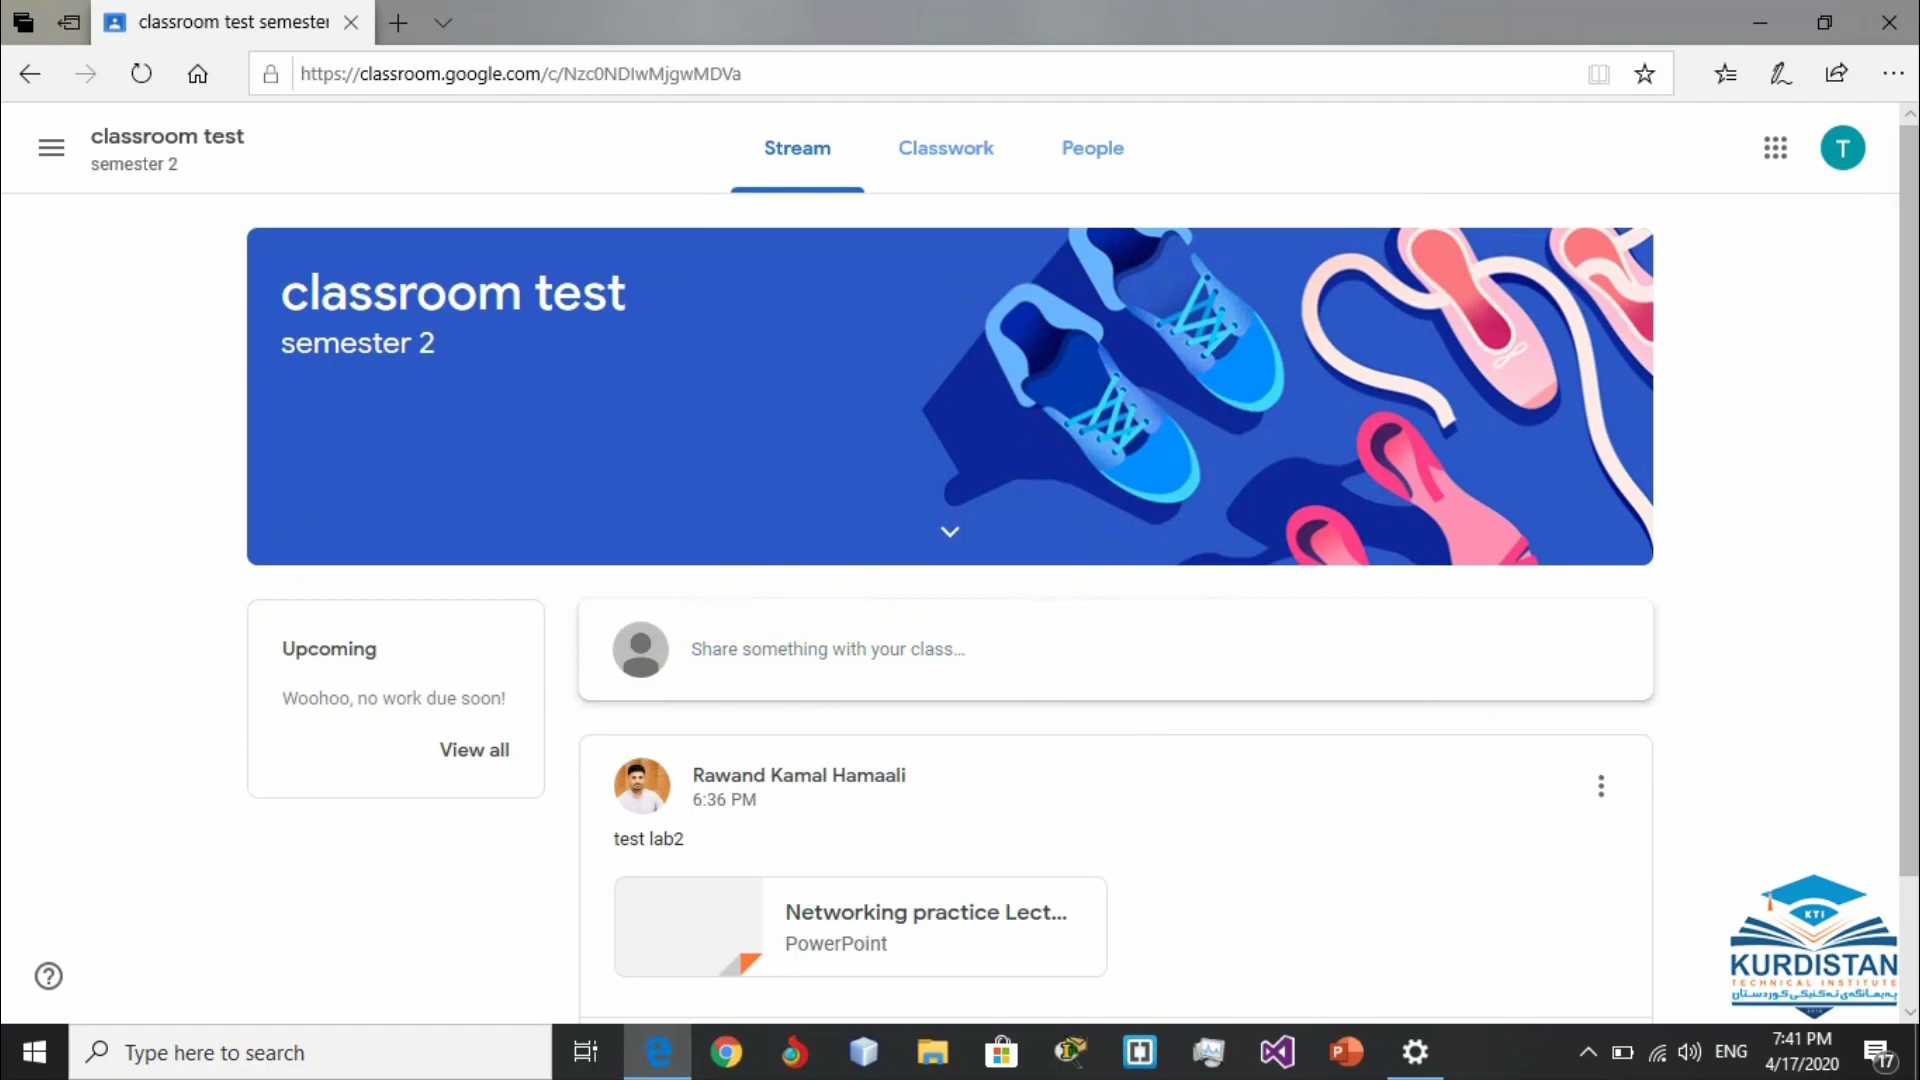 classroom test semester
https://classroom.google.com/c/Nzc0NDIwMjgwMDVa
classroom test
semester 2
Stream
Classwork
People
T
classroom test
semester 2
Upcoming
Woohoo, no work due soon!
View all
Share something with your class...
Rawand Kamal Hamaali
6:36 PM
test lab2
Networking practice Lect...
PowerPoint
KTI
KURDISTAN
TECHNICAL INSTITUTE
پەیمانگەی تەکنیکی کوردستان
Type here to search
ENG
7:41 PM
4/17/2020
17